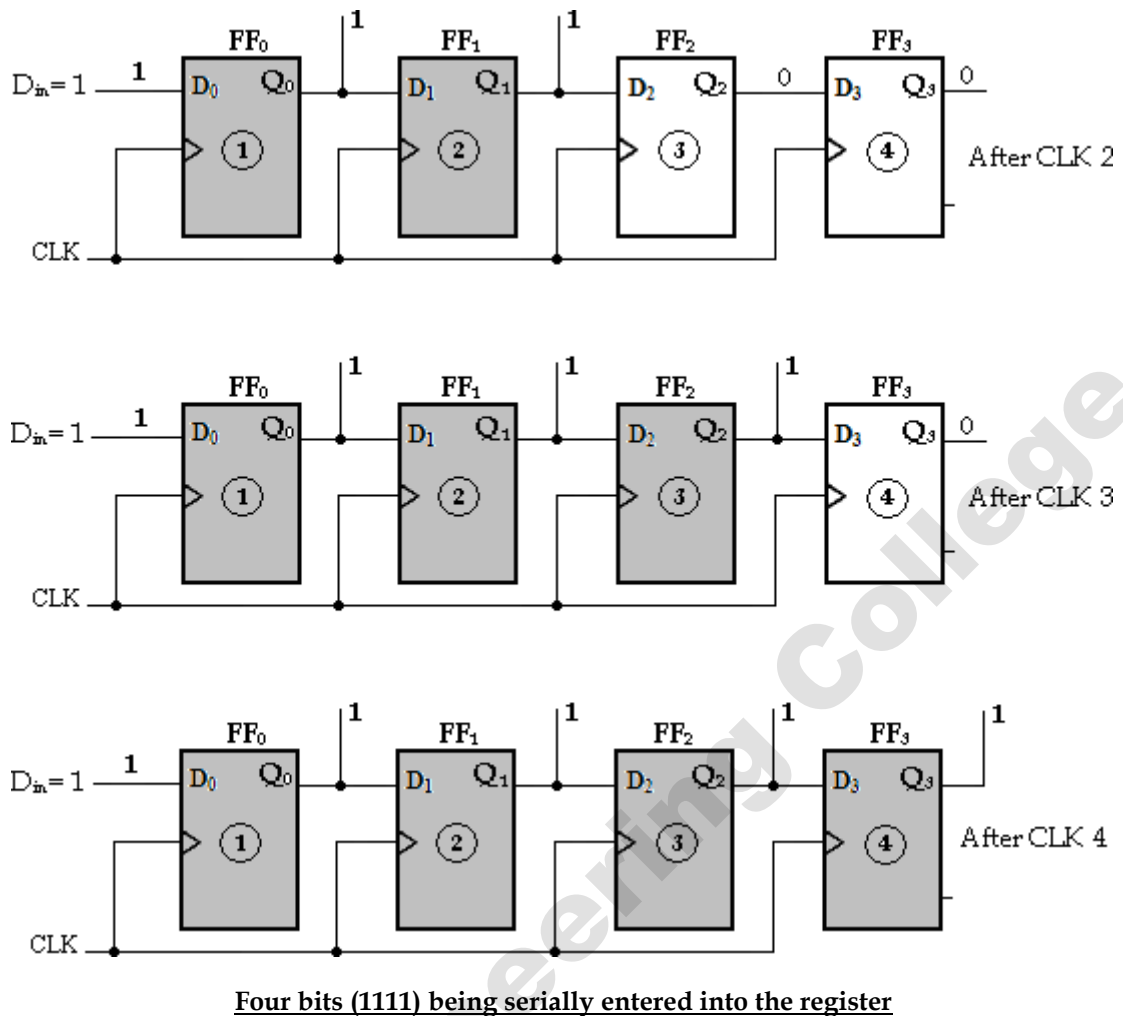 1 1
FF₀ FF₁ FF₂ FF₃
Dᵢₙ= 1 1 D₀ Q₀ D₁ Q₁ D₂ Q₂ 0 D₃ Q₃ 0
1 2 3 4 After CLK 2
CLK
1 1 1
FF₀ FF₁ FF₂ FF₃
Dᵢₙ= 1 1 D₀ Q₀ D₁ Q₁ D₂ Q₂ D₃ Q₃ 0
1 2 3 4 After CLK 3
CLK
1 1 1 1
FF₀ FF₁ FF₂ FF₃
Dᵢₙ= 1 1 D₀ Q₀ D₁ Q₁ D₂ Q₂ D₃ Q₃
1 2 3 4 After CLK 4
CLK
eering College
Four bits (1111) being serially entered into the register